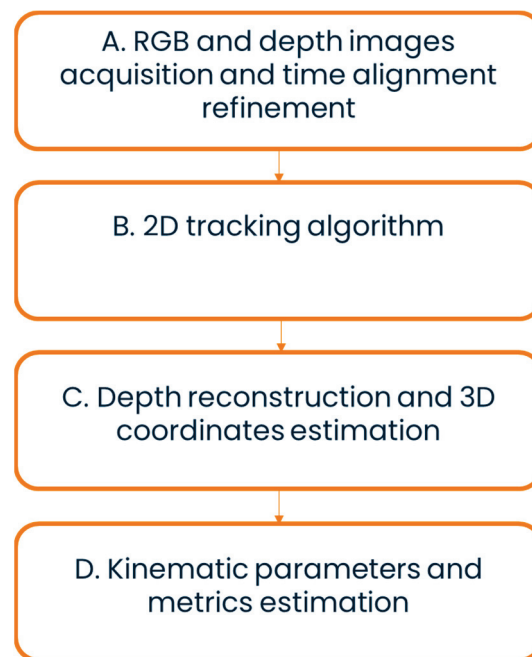 A. RGB and depth images
acquisition and time alignment
refinement
B. 2D tracking algorithm
C. Depth reconstruction and 3D
coordinates estimation
D. Kinematic parameters and
metrics estimation